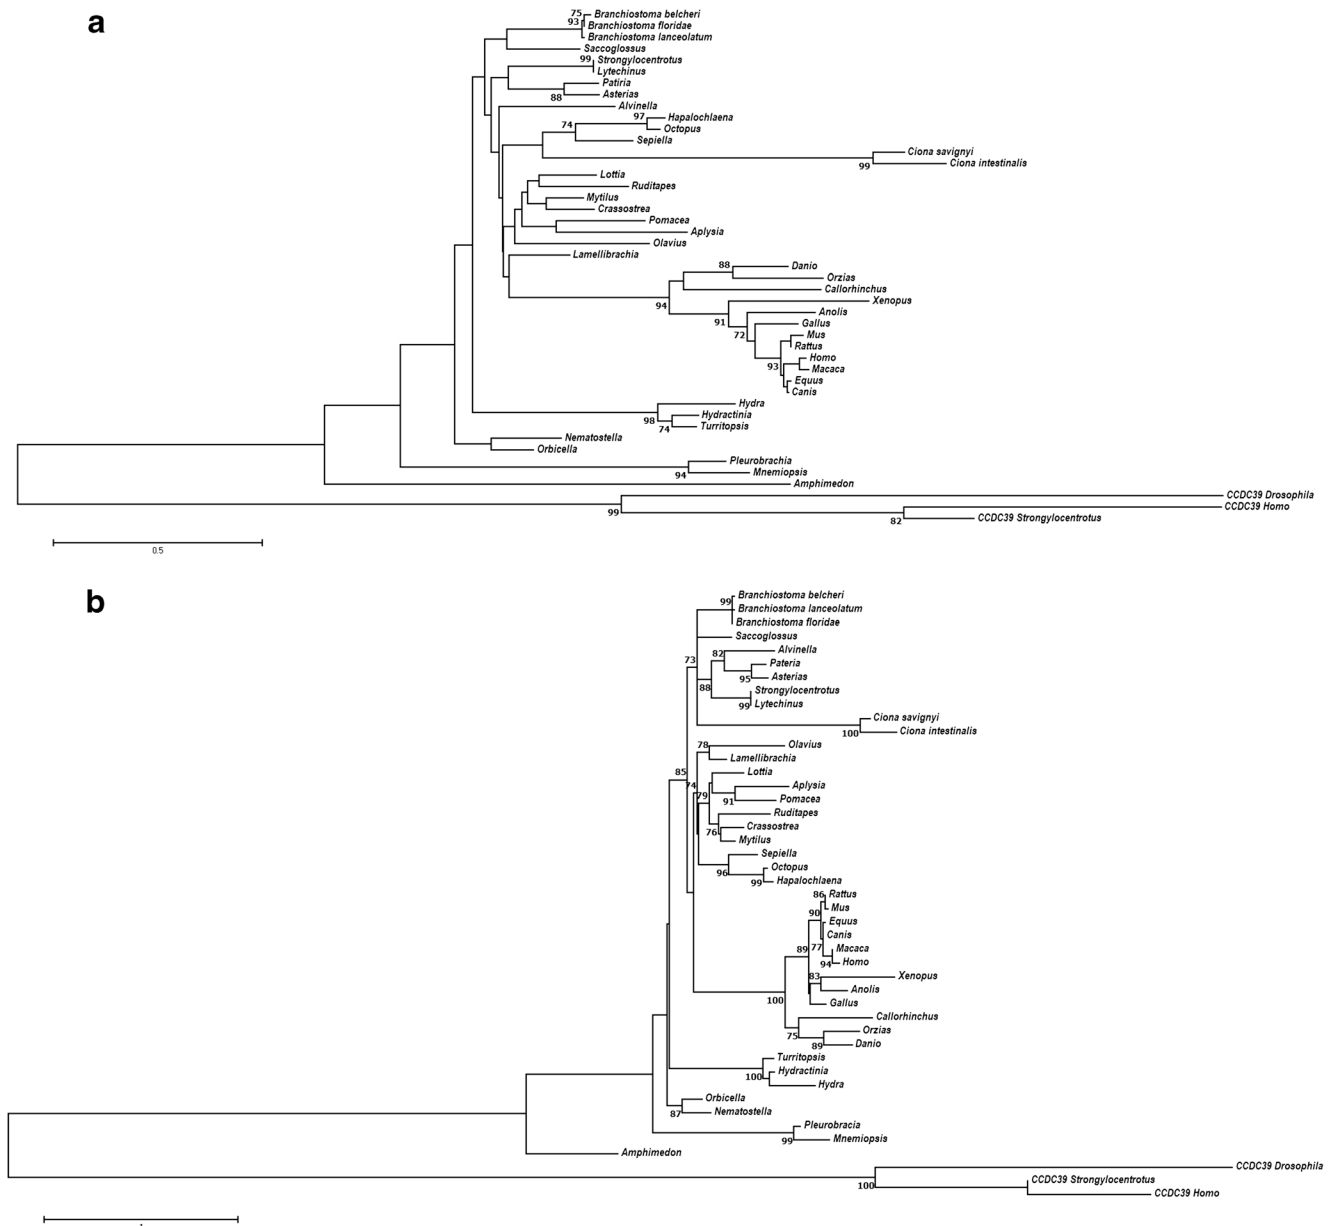 a
75
Branchiostoma belcheri
93
Branchiostoma floridae
Branchiostoma lanceolatum
Saccoglossus
99
Strongylocentrotus
Lytechinus
Patiria
88
Asterias
Alvinella
97
Hapalochlaena
74
Octopus
Sepiella
Ciona savignyi
99
Ciona intestinalis
Lottia
Ruditapes
Mytilus
Crassostrea
Pomacea
Aplysia
Olavius
Lamellibrachia
88
Danio
Orzias
Callorhinchus
94
Xenopus
91
Anolis
72
Gallus
Mus
Rattus
93
Homo
Macaca
Equus
Canis
Hydra
98
Hydractinia
74
Turritopsis
Nematostella
Orbicella
Pleurobrachia
94
Mnemiopsis
Amphimedon
CCDC39 Drosophila
99
CCDC39 Homo
82
CCDC39 Strongylocentrotus
0.5
b
99
Branchiostoma belcheri
Branchiostoma lanceolatum
Branchiostoma floridae
Saccoglossus
73
82
Alvinella
Pateria
95
Asterias
88
Strongylocentrotus
99
Lytechinus
Ciona savignyi
100
Ciona intestinalis
78
Olavius
Lamellibrachia
85
Lottia
74
Aplysia
79
91
Pomacea
Ruditapes
76
Crassostrea
Mytilus
Sepiella
96
Octopus
99
Hapalochlaena
86
Rattus
90
Mus
Equus
Canis
89
77
Macaca
94
Homo
83
Xenopus
Anolis
100
Gallus
Callorhinchus
75
Orzias
89
Danio
Turritopsis
100
Hydractinia
Hydra
Orbicella
87
Nematostella
Pleurobracia
99
Mnemiopsis
Amphimedon
CCDC39 Drosophila
100
CCDC39 Strongylocentrotus
CCDC39 Homo